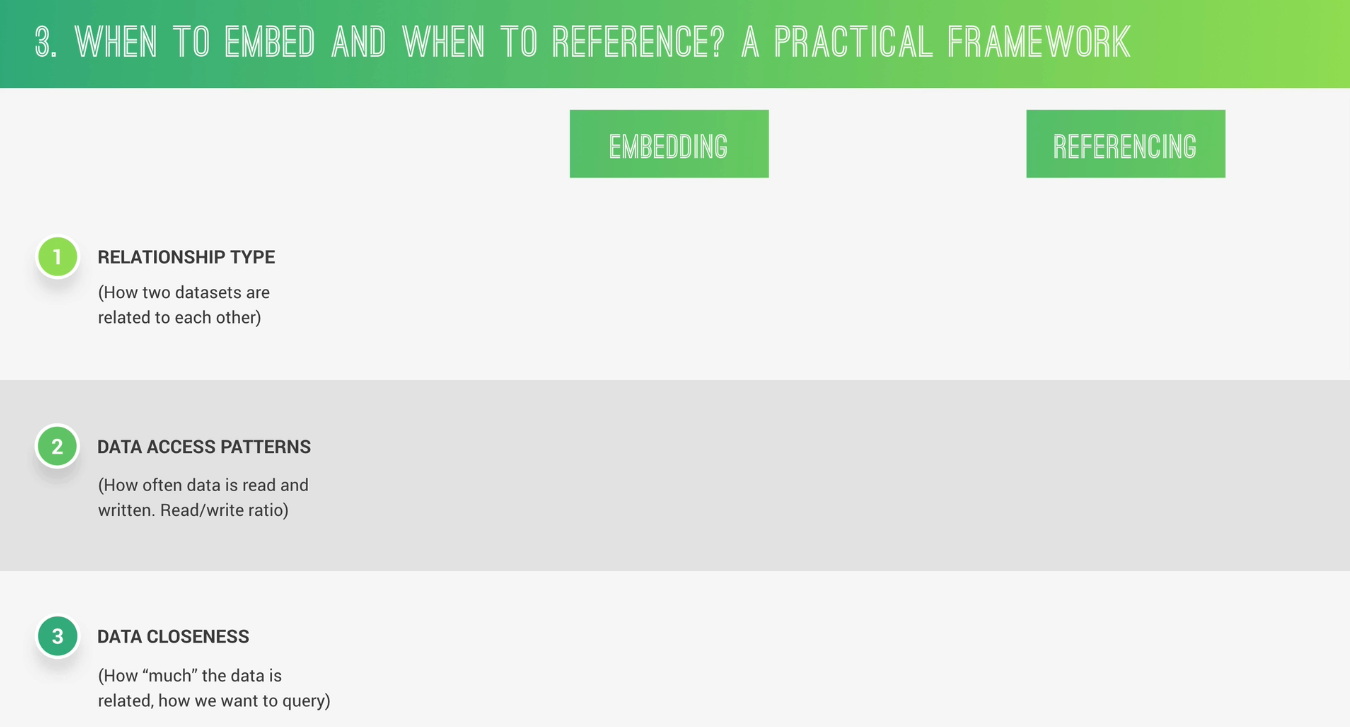 3. WHEN TO EMBED AND WHEN TO REFERENCE? A PRACTICAL FRAMEWORK
EMBEDDING
REFERENCING
1 RELATIONSHIP TYPE
(How two datasets are
related to each other)
2 DATA ACCESS PATTERNS
(How often data is read and
written. Read/write ratio)
3 DATA CLOSENESS
(How “much” the data is
related, how we want to query)